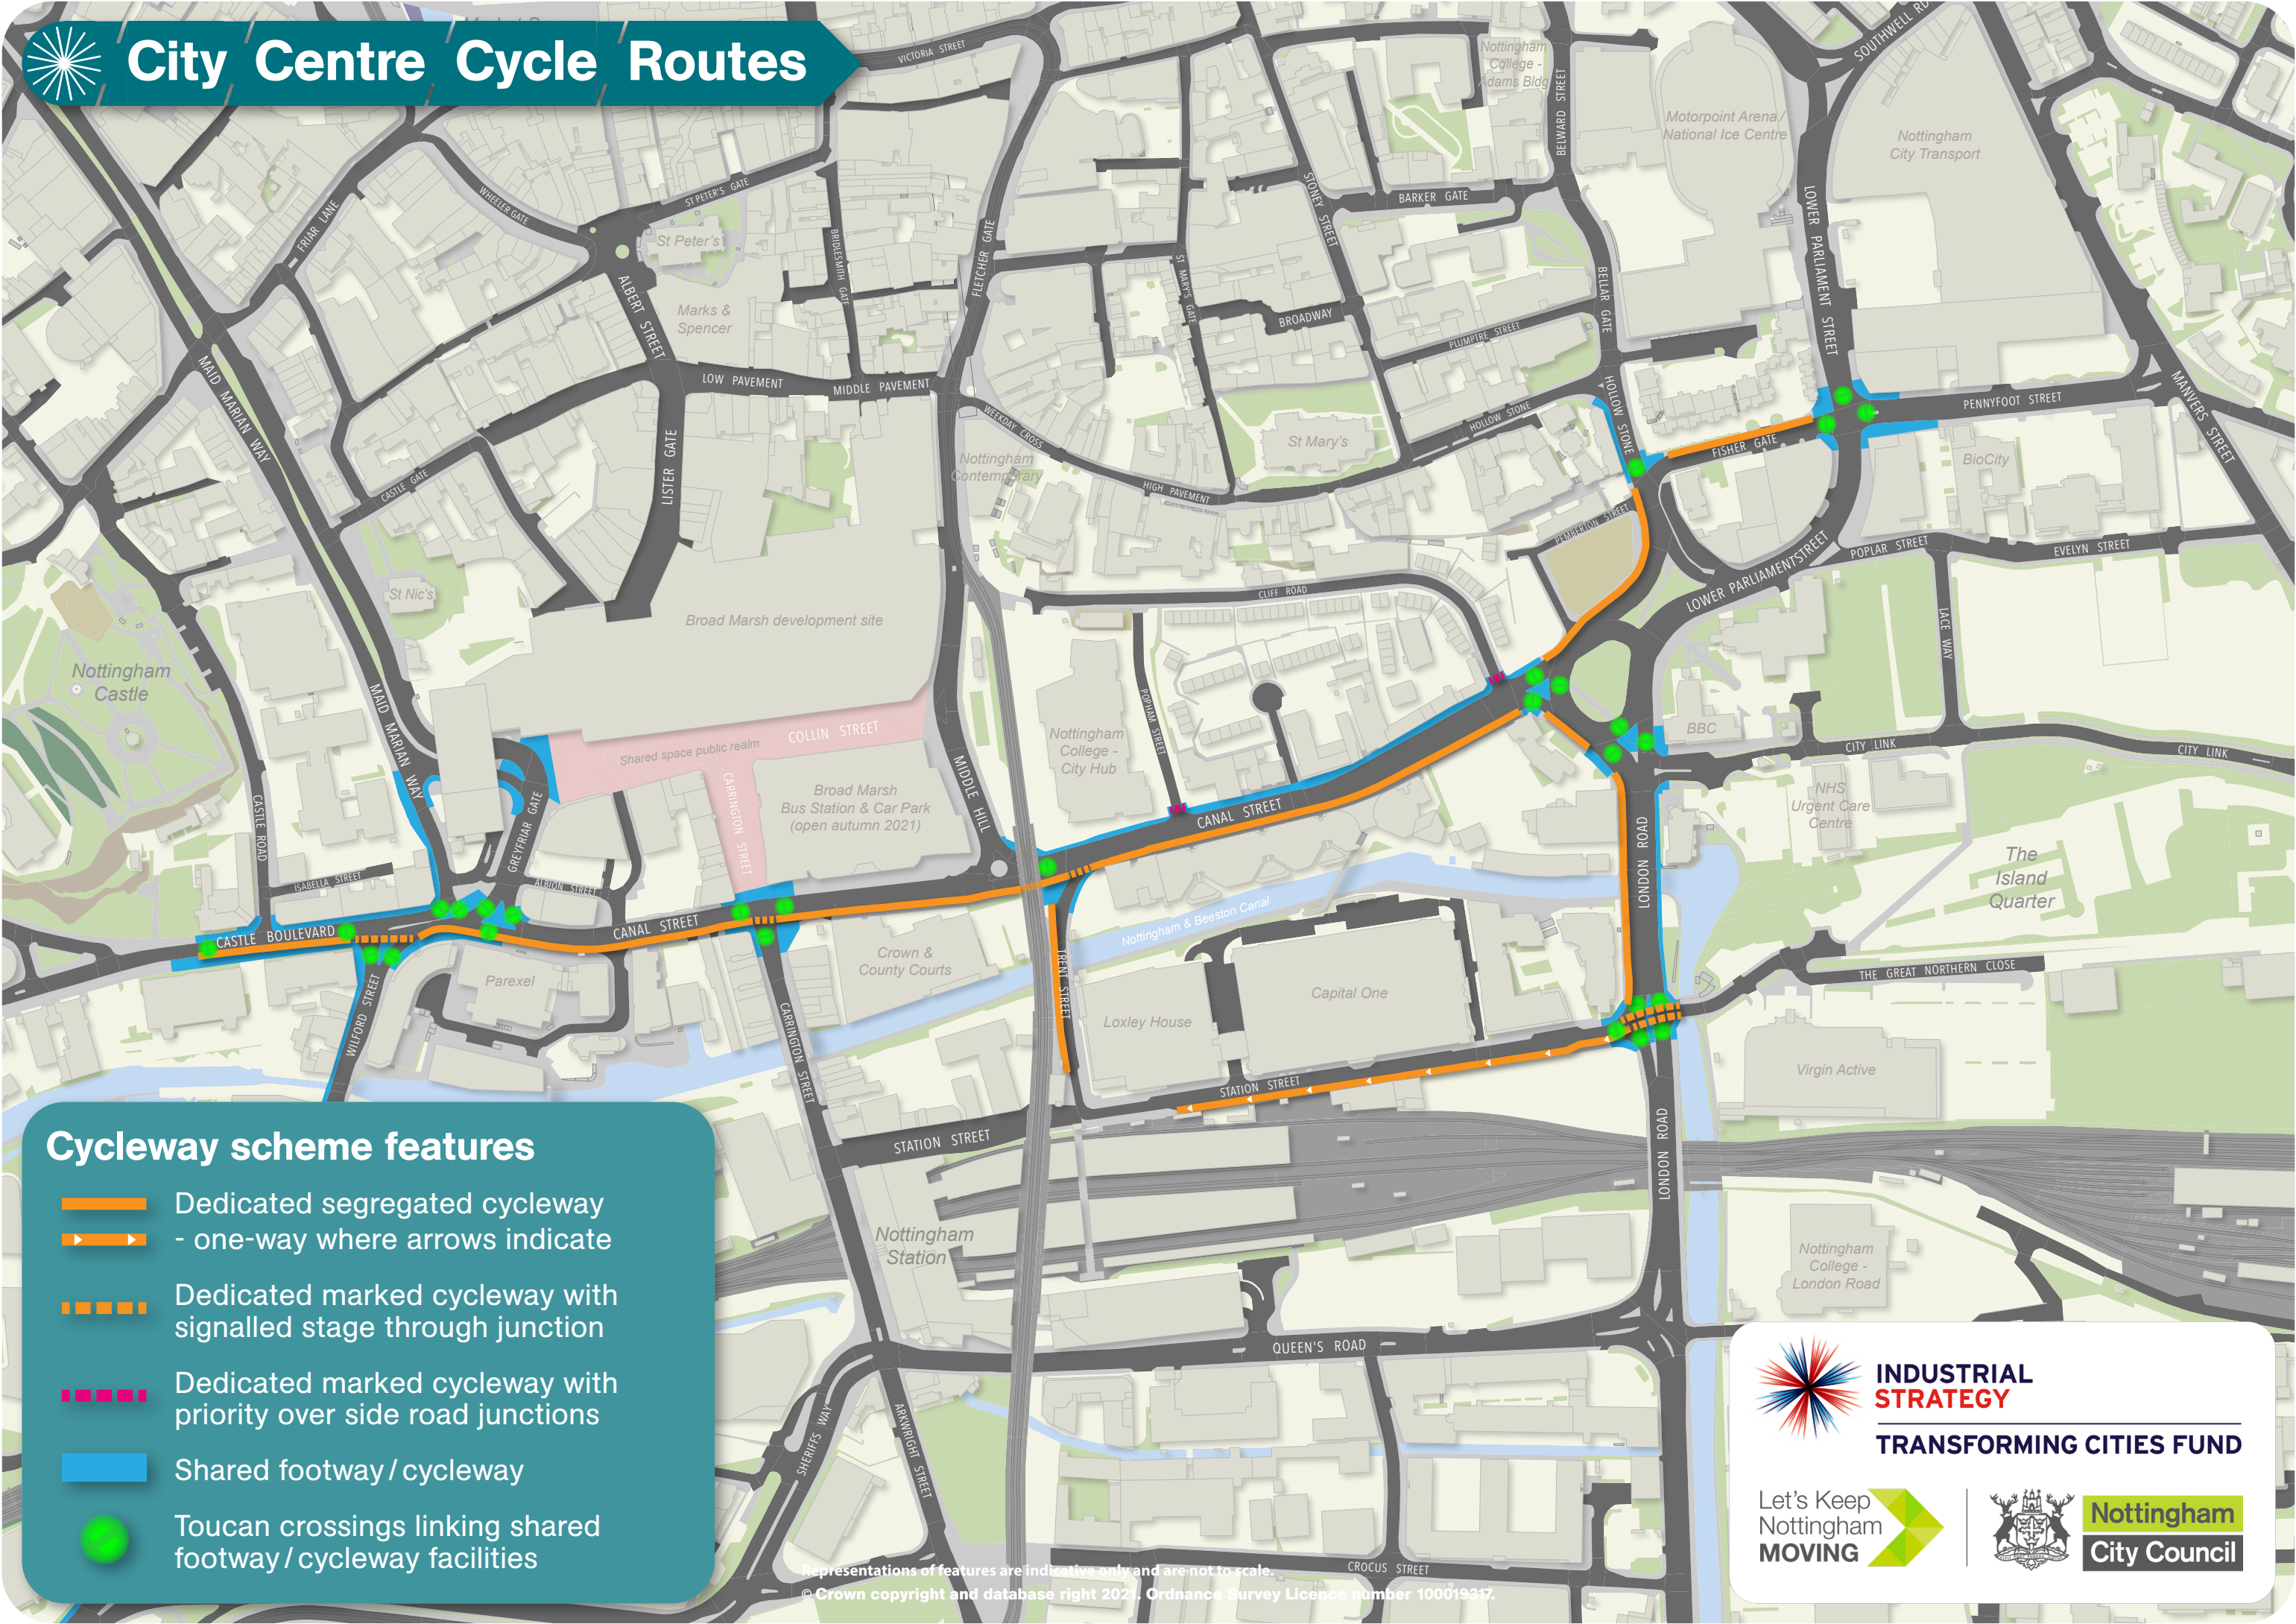 City Centre Cycle Routes
VICTORIA STREET
SOUTHWELL RD
Nottingham
College -
Adams Bldg
BELWARD STREET
Motorpoint Arena /
National Ice Centre
Nottingham
City Transport
WHEELER GATE
ST PETER'S GATE
FRIAR LANE
St Peter's
BRIDLESMITH GATE
FLETCHER GATE
STONEY STREET
BARKER GATE
LOWER PARLIAMENT STREET
ALBERT STREET
Marks &
Spencer
ST MARY'S GATE
BROADWAY
BELLAR GATE
PLUMPTRE STREET
MAID MARIAN WAY
LOW PAVEMENT
MIDDLE PAVEMENT
WEEKDAY CROSS
HOLLOW STONE
HOLLOW STONE
PENNYFOOT STREET
MANVERS STREET
LISTER GATE
CASTLE GATE
Nottingham
Contemporary
St Mary's
HIGH PAVEMENT
FISHER GATE
BioCity
PEMBERTON STREET
POPLAR STREET
EVELYN STREET
LOWER PARLIAMENTSTREET
St Nic's
CLIFF ROAD
Broad Marsh development site
LACE WAY
Nottingham
Castle
MAID MARIAN WAY
POPHAM STREET
COLLIN STREET
Shared space public realm
Nottingham
College -
City Hub
BBC
CITY LINK
CITY LINK
CARRINGTON STREET
Broad Marsh
Bus Station & Car Park
(open autumn 2021)
MIDDLE HILL
CANAL STREET
NHS
Urgent Care
Centre
CASTLE ROAD
GREYFRIAR GATE
LONDON ROAD
ISABELLA STREET
ALBION STREET
The
Island
Quarter
CASTLE BOULEVARD
CANAL STREET
Nottingham & Beeston Canal
Crown &
County Courts
Parexel
TRENT STREET
THE GREAT NORTHERN CLOSE
WILFORD STREET
CARRINGTON STREET
Loxley House
Capital One
Virgin Active
STATION STREET
STATION STREET
LONDON ROAD
Nottingham
Station
Nottingham
College -
London Road
QUEEN'S ROAD
SHERIFFS WAY
ARKWRIGHT STREET
CROCUS STREET
Cycleway scheme features
Dedicated segregated cycleway
- one-way where arrows indicate
Dedicated marked cycleway with
signalled stage through junction
Dedicated marked cycleway with
priority over side road junctions
Shared footway / cycleway
Toucan crossings linking shared
footway / cycleway facilities
Representations of features are indicative only and are not to scale.
© Crown copyright and database right 2021. Ordnance Survey Licence number 100019317.
INDUSTRIAL
STRATEGY
TRANSFORMING CITIES FUND
Let's Keep
Nottingham
MOVING
Nottingham
City Council